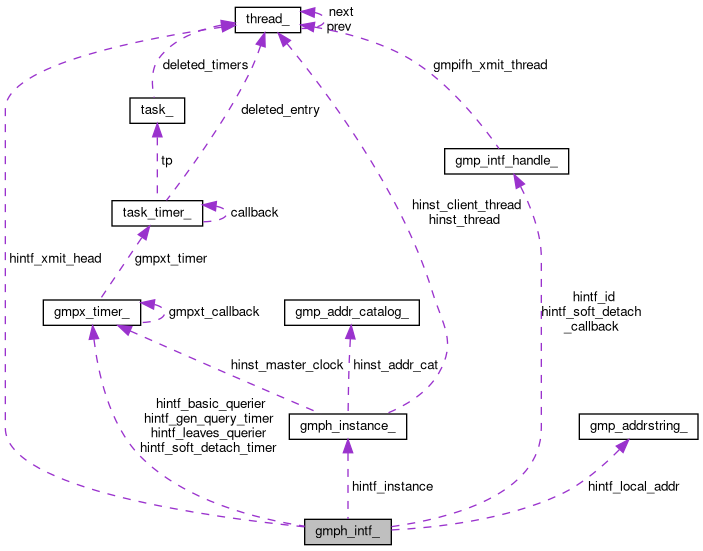 thread_
next
prev
deleted_timers
gmpifh_xmit_thread
task_
deleted_entry
tp
gmp_intf_handle_
task_timer_
callback
hinst_client_thread
hinst_thread
hintf_xmit_head
gmpxt_timer
hintf_id
hintf_soft_detach
_callback
gmpx_timer_
gmpxt_callback
gmp_addr_catalog_
hinst_master_clock
hinst_addr_cat
hintf_basic_querier
hintf_gen_query_timer
hintf_leaves_querier
hintf_soft_detach_timer
gmph_instance_
gmp_addrstring_
hintf_instance
hintf_local_addr
gmph_intf_